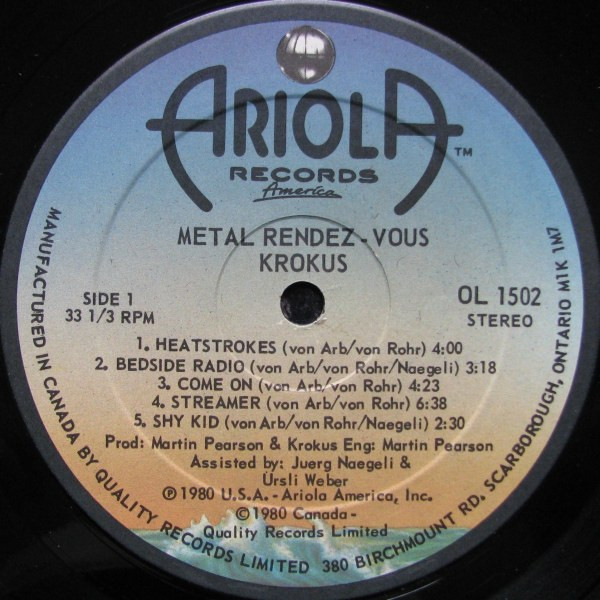 ARIOLA™
RECORDS
America
METAL RENDEZ-VOUS
KROKUS
SIDE 1
33 1/3 RPM
OL 1502
STEREO
1. HEATSTROKES (von Arb/von Rohr) 4:00
2. BEDSIDE RADIO (von Arb/von Rohr/Naegeli) 3:18
3. COME ON (von Arb/von Rohr) 4:23
4. STREAMER (von Arb/von Rohr) 6:38
5. SHY KID (von Arb/von Rohr/Naegeli) 2:30
Prod: Martin Pearson & Krokus Eng: Martin Pearson
Assisted by: Juerg Naegeli &
Ürsli Weber
℗1980 U.S.A. - Ariola America, Inc.
©1980 Canada -
Quality Records Limited
MANUFACTURED IN CANADA BY QUALITY RECORDS LIMITED 380 BIRCHMOUNT RD. SCARBOROUGH, ONTARIO M1K 1M7